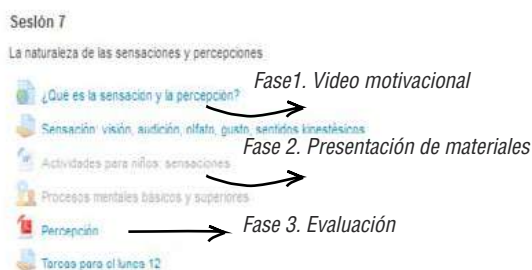 Sesión 7
La naturaleza de las sensaciones y percepciones
¿Qué es la sensación y la percepción?
Fase1. Video motivacional
Sensación: visión, audición, olfato, gusto, sentidos kinestésicos
Fase 2. Presentación de materiales
Actividades para niños: sensaciones
Procesos mentales básicos y superiores
Percepción
Fase 3. Evaluación
Tareas para el lunes 12